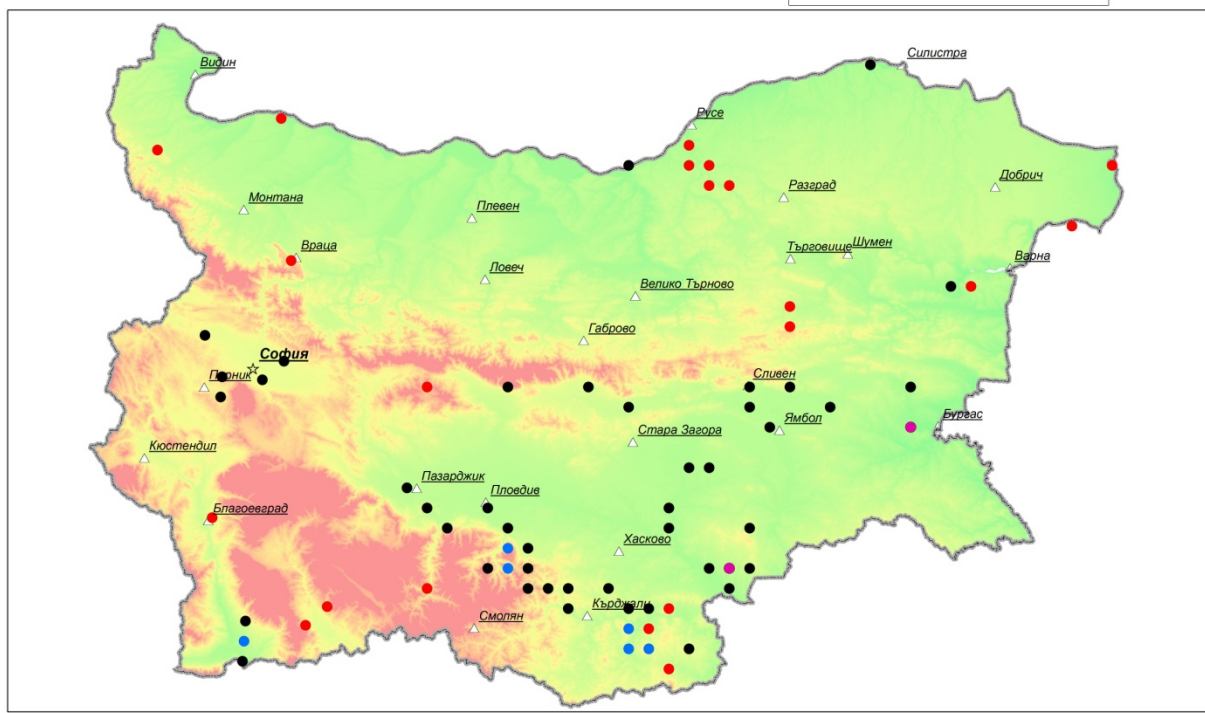 Видин
Силистра
Русе
Добрич
Разград
Монтана
Плевен
Враца
Търговище
Шумен
Варна
Ловеч
Велико Търново
Габрово
София
Перник
Сливен
Бургас
Ямбол
Стара Загора
Кюстендил
Пазарджик
Пловдив
Благоевград
Хасково
Кърджали
Смолян